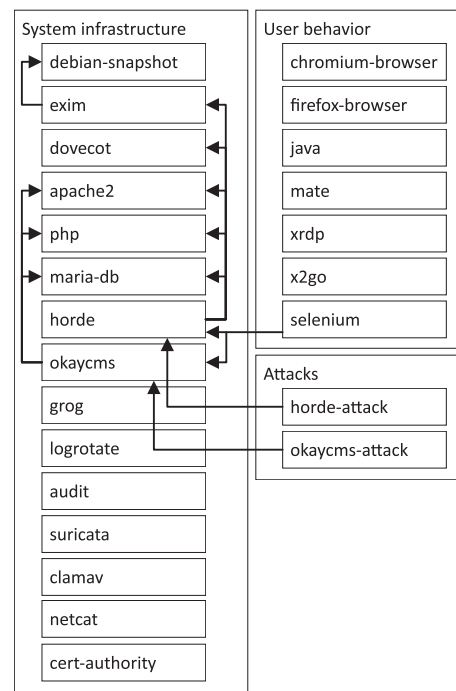 System infrastructure
debian-snapshot
exim
dovecot
apache2
php
maria-db
horde
okaycms
grog
logrotate
audit
suricata
clamav
netcat
cert-authority
User behavior
chromium-browser
firefox-browser
java
mate
xrdp
x2go
selenium
Attacks
horde-attack
okaycms-attack